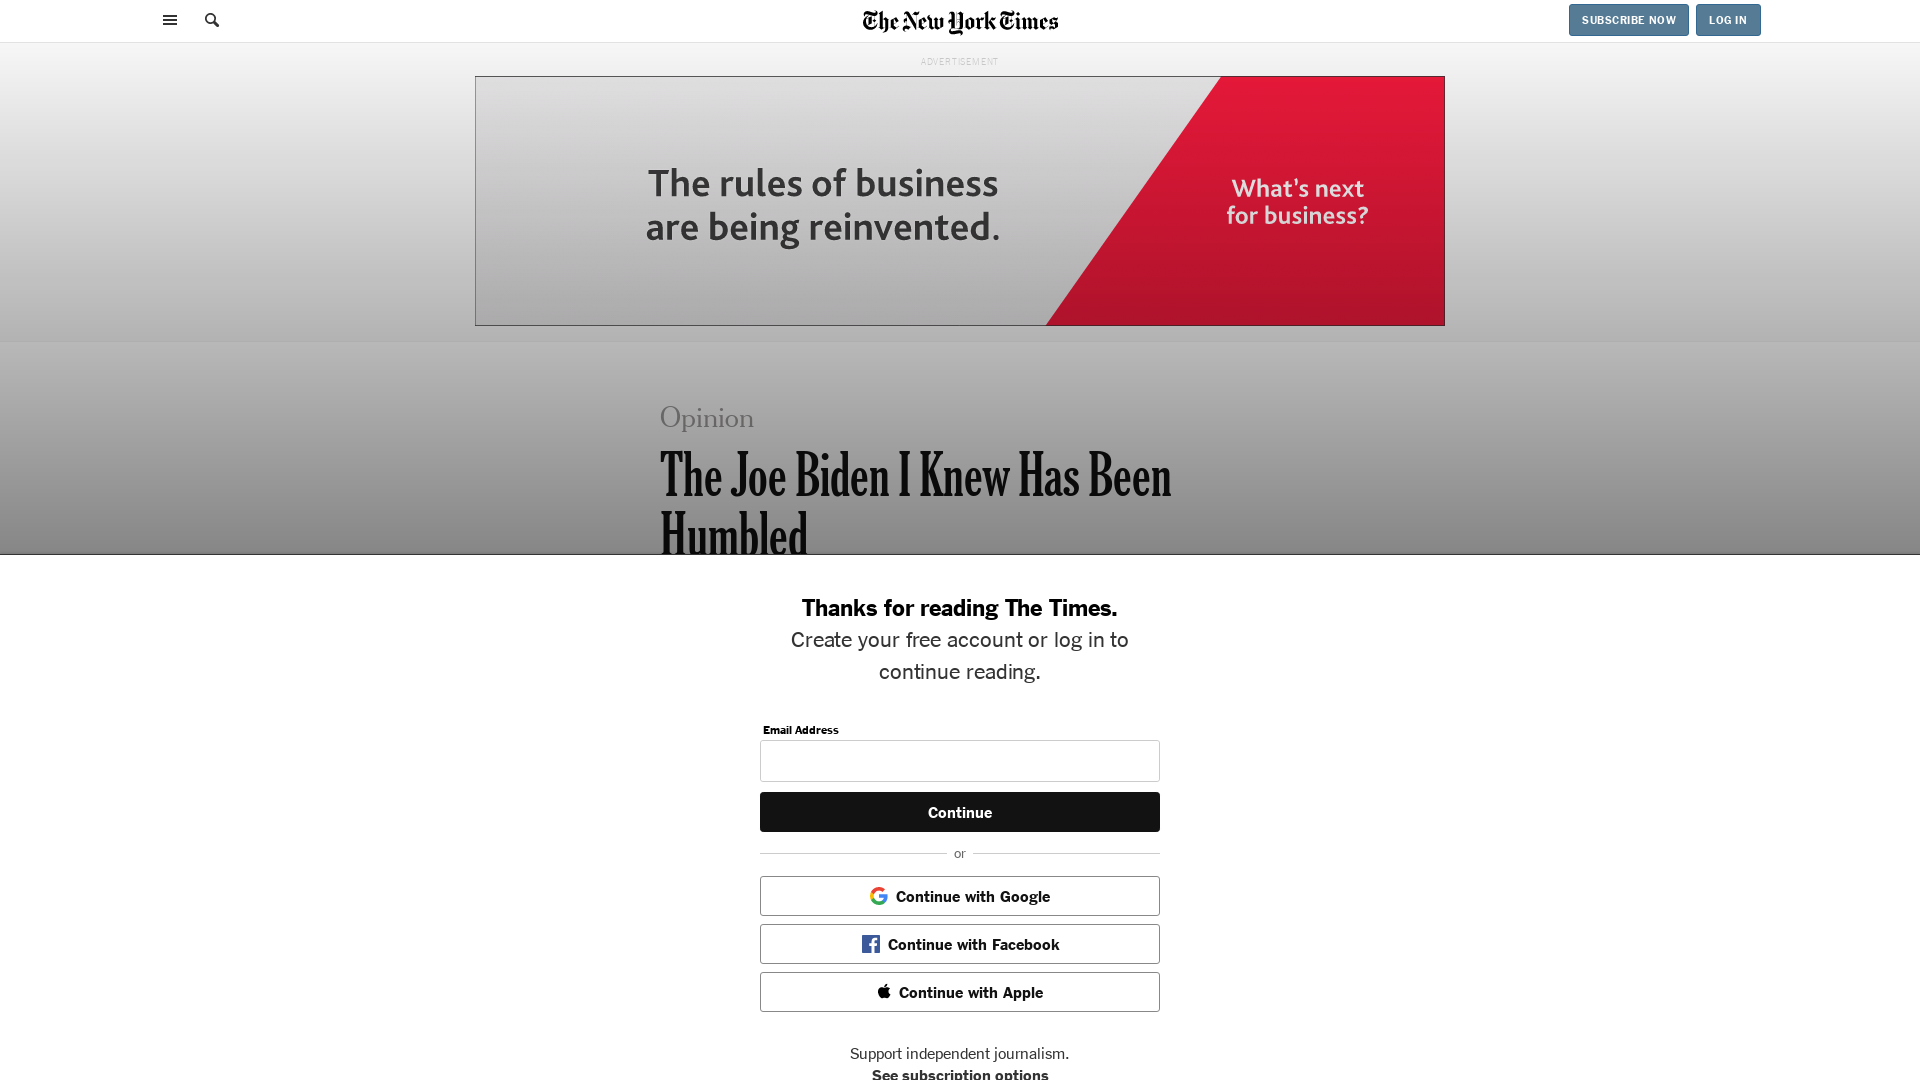 The New York Times
SUBSCRIBE NOW
LOG IN
ADVERTISEMENT
The rules of business
are being reinvented.
What's next
for business?
Opinion
The Joe Biden I Knew Has Been
Humbled
Thanks for reading The Times.
Create your free account or log in to
continue reading.
Email Address
Continue
or
Continue with Google
Continue with Facebook
Continue with Apple
Support independent journalism.
See subscription options